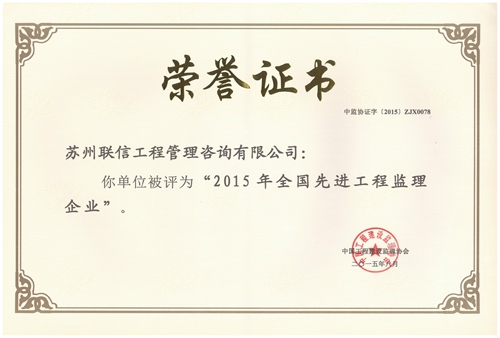 荣誉证书
中监协证字（2015）ZJX0078
苏州联信工程管理咨询有限公司：
你单位被评为“2015年全国先进工程监理
企业”。
中国工程建设监理协会
二〇一五年八月